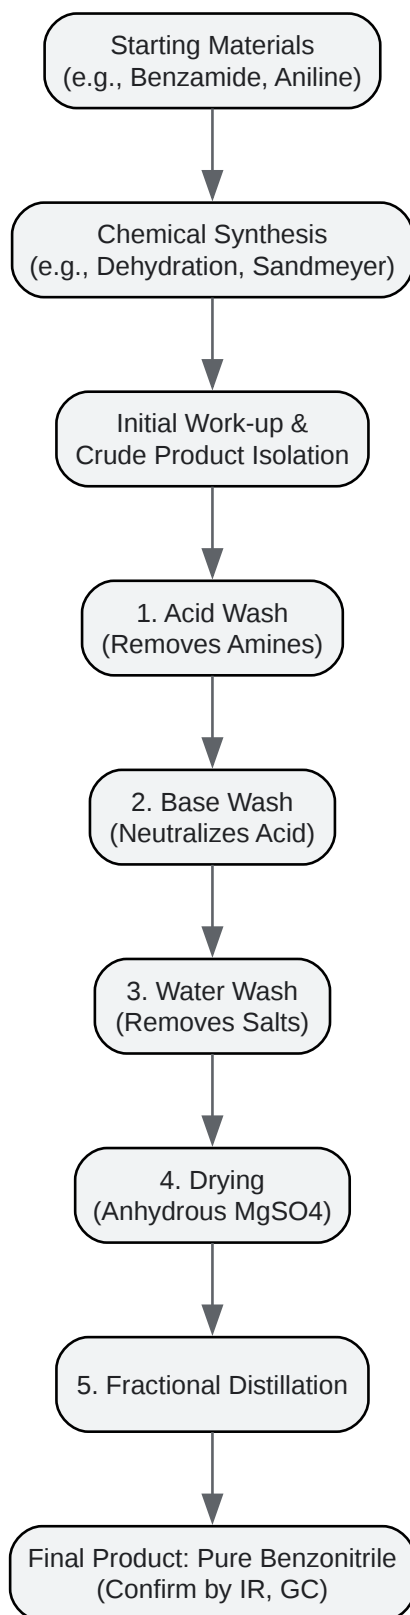 Starting Materials
(e.g., Benzamide, Aniline)
Chemical Synthesis
(e.g., Dehydration, Sandmeyer)
Initial Work-up &
Crude Product Isolation
1. Acid Wash
(Removes Amines)
2. Base Wash
(Neutralizes Acid)
3. Water Wash
(Removes Salts)
4. Drying
(Anhydrous MgSO4)
5. Fractional Distillation
Final Product: Pure Benzonitrile
(Confirm by IR, GC)